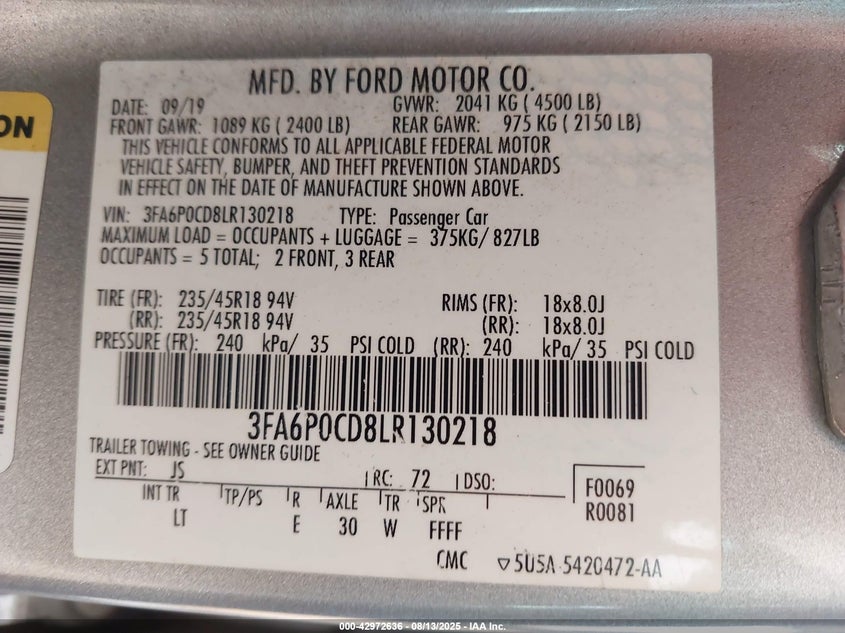 ON
MFD. BY FORD MOTOR CO.
DATE: 09/19 GVWR: 2041 KG ( 4500 LB)
FRONT GAWR: 1089 KG ( 2400 LB) REAR GAWR: 975 KG ( 2150 LB)
THIS VEHICLE CONFORMS TO ALL APPLICABLE FEDERAL MOTOR
VEHICLE SAFETY, BUMPER, AND THEFT PREVENTION STANDARDS
IN EFFECT ON THE DATE OF MANUFACTURE SHOWN ABOVE.
VIN: 3FA6P0CD8LR130218 TYPE: Passenger Car
MAXIMUM LOAD = OCCUPANTS + LUGGAGE = 375KG/ 827LB
OCCUPANTS = 5 TOTAL; 2 FRONT, 3 REAR
TIRE (FR): 235/45R18 94V RIMS (FR): 18x8.0J
(RR): 235/45R18 94V (RR): 18x8.0J
PRESSURE (FR): 240 kPa/ 35 PSI COLD (RR): 240 kPa/ 35 PSI COLD
3FA6P0CD8LR130218
TRAILER TOWING - SEE OWNER GUIDE
EXT PNT: JS RC: 72 DSO: F0069
INT TR TP/PS R AXLE TR SPR R0081
LT E 30 W FFFF
CMC 5U5A-5420472-AA
000-42972636 - 08/13/2025 - IAA Inc.